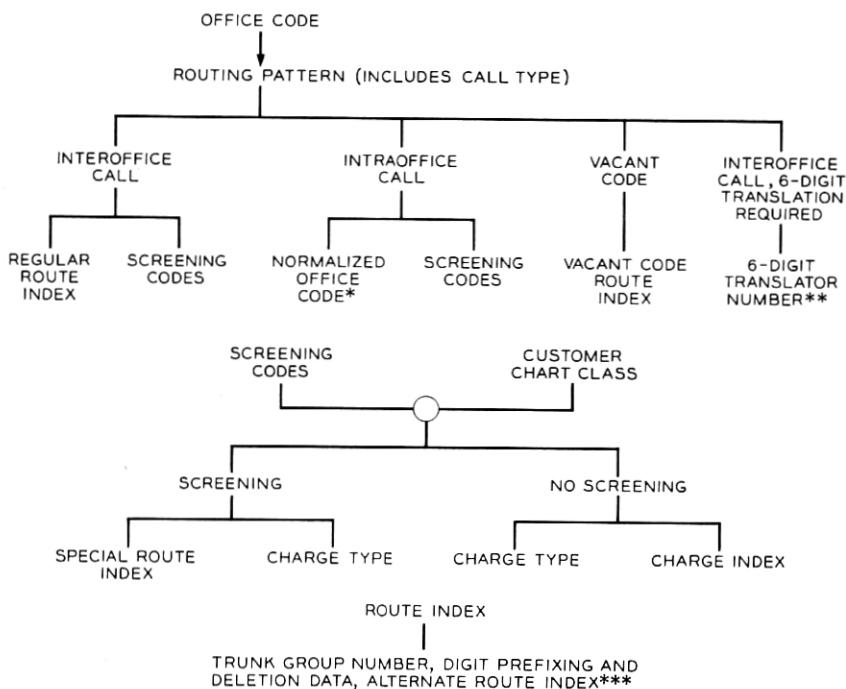 OFFICE CODE
ROUTING PATTERN (INCLUDES CALL TYPE)
INTEROFFICE
CALL
INTRAOFFICE
CALL
VACANT
CODE
INTEROFFICE
CALL, 6-DIGIT
TRANSLATION
REQUIRED
REGULAR
ROUTE
INDEX
SCREENING
CODES
NORMALIZED
OFFICE
CODE*
SCREENING
CODES
VACANT CODE
ROUTE
INDEX
6-DIGIT
TRANSLATOR
NUMBER**
SCREENING
CODES
CUSTOMER
CHART CLASS
SCREENING
NO SCREENING
SPECIAL ROUTE
INDEX
CHARGE TYPE
CHARGE TYPE
CHARGE INDEX
ROUTE INDEX
TRUNK GROUP NUMBER, DIGIT PREFIXING AND
DELETION DATA, ALTERNATE ROUTE INDEX***